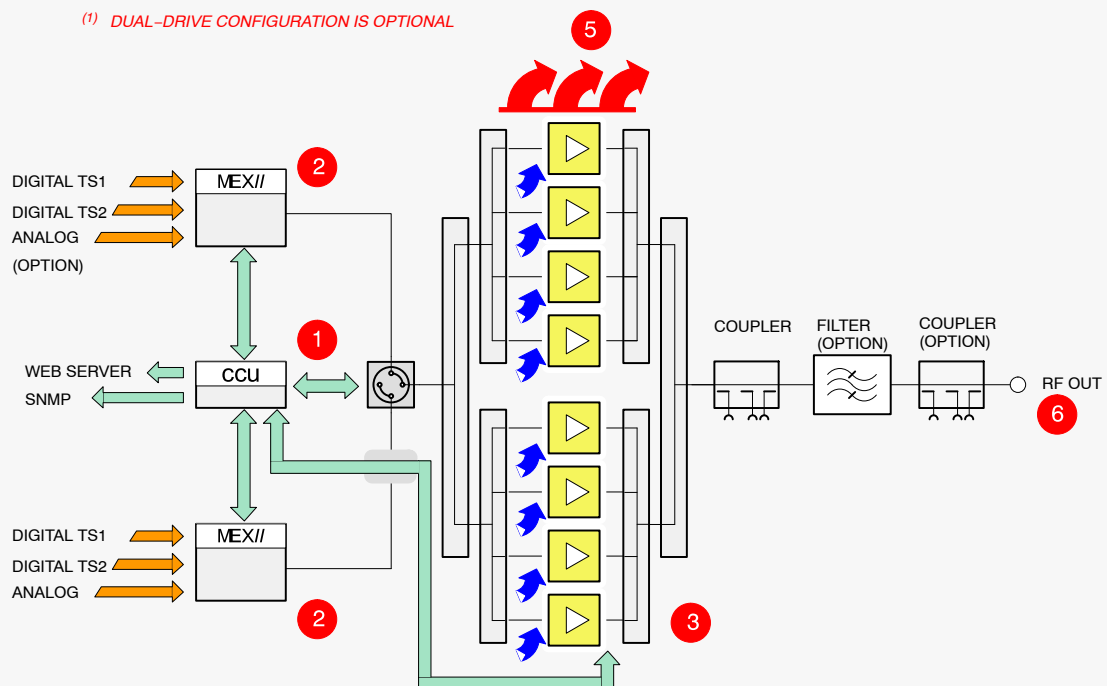 (1) DUAL–DRIVE CONFIGURATION IS OPTIONAL
5
2
MEX//
DIGITAL TS1
DIGITAL TS2
ANALOG
(OPTION)
1
CCU
WEB SERVER
SNMP
COUPLER
FILTER
(OPTION)
COUPLER
(OPTION)
RF OUT
6
MEX//
DIGITAL TS1
DIGITAL TS2
ANALOG
2
3